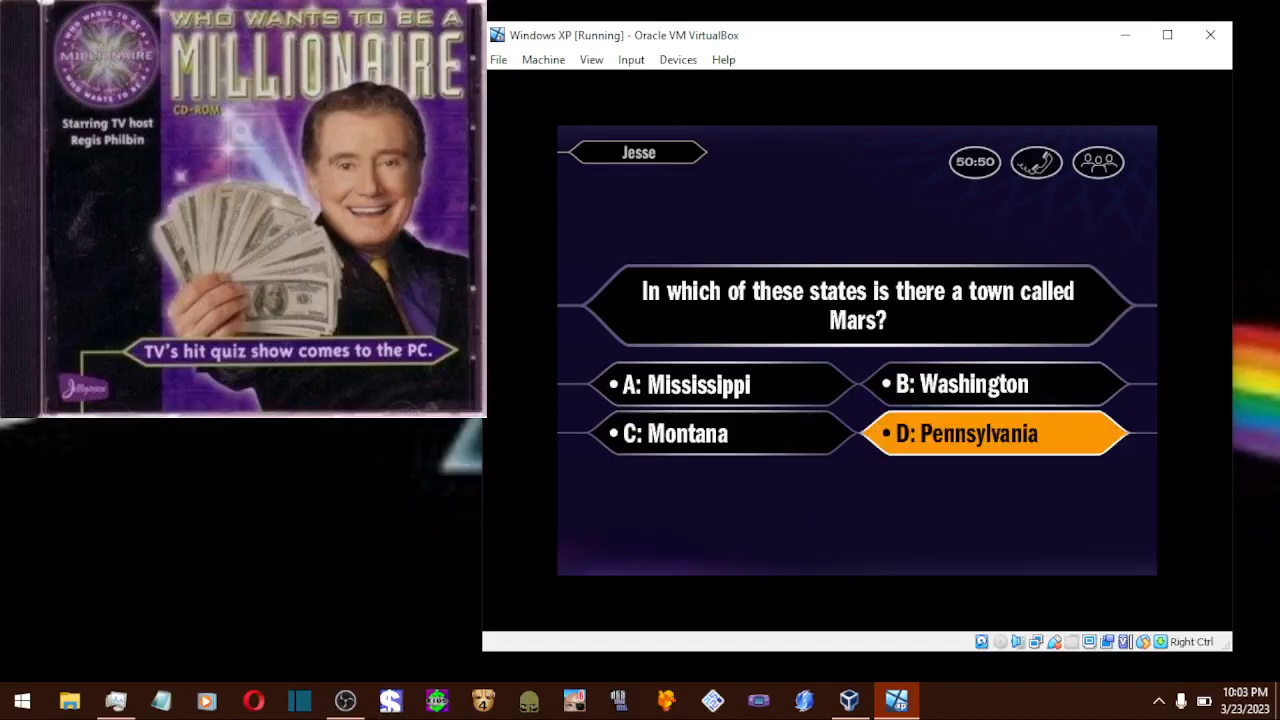 WHO WANTS TO BE A
MILLIONAIRE
CD-ROM
MILLIONAIRE
Starring TV host
Regis Philbin
TV's hit quiz show comes to the PC.
Jellyvision
Windows XP [Running] - Oracle VM VirtualBox
File Machine View Input Devices Help
Jesse
50:50
In which of these states is there a town called
Mars?
• A: Mississippi
• B: Washington
• C: Montana
• D: Pennsylvania
Right Ctrl
10:03 PM
3/23/2023